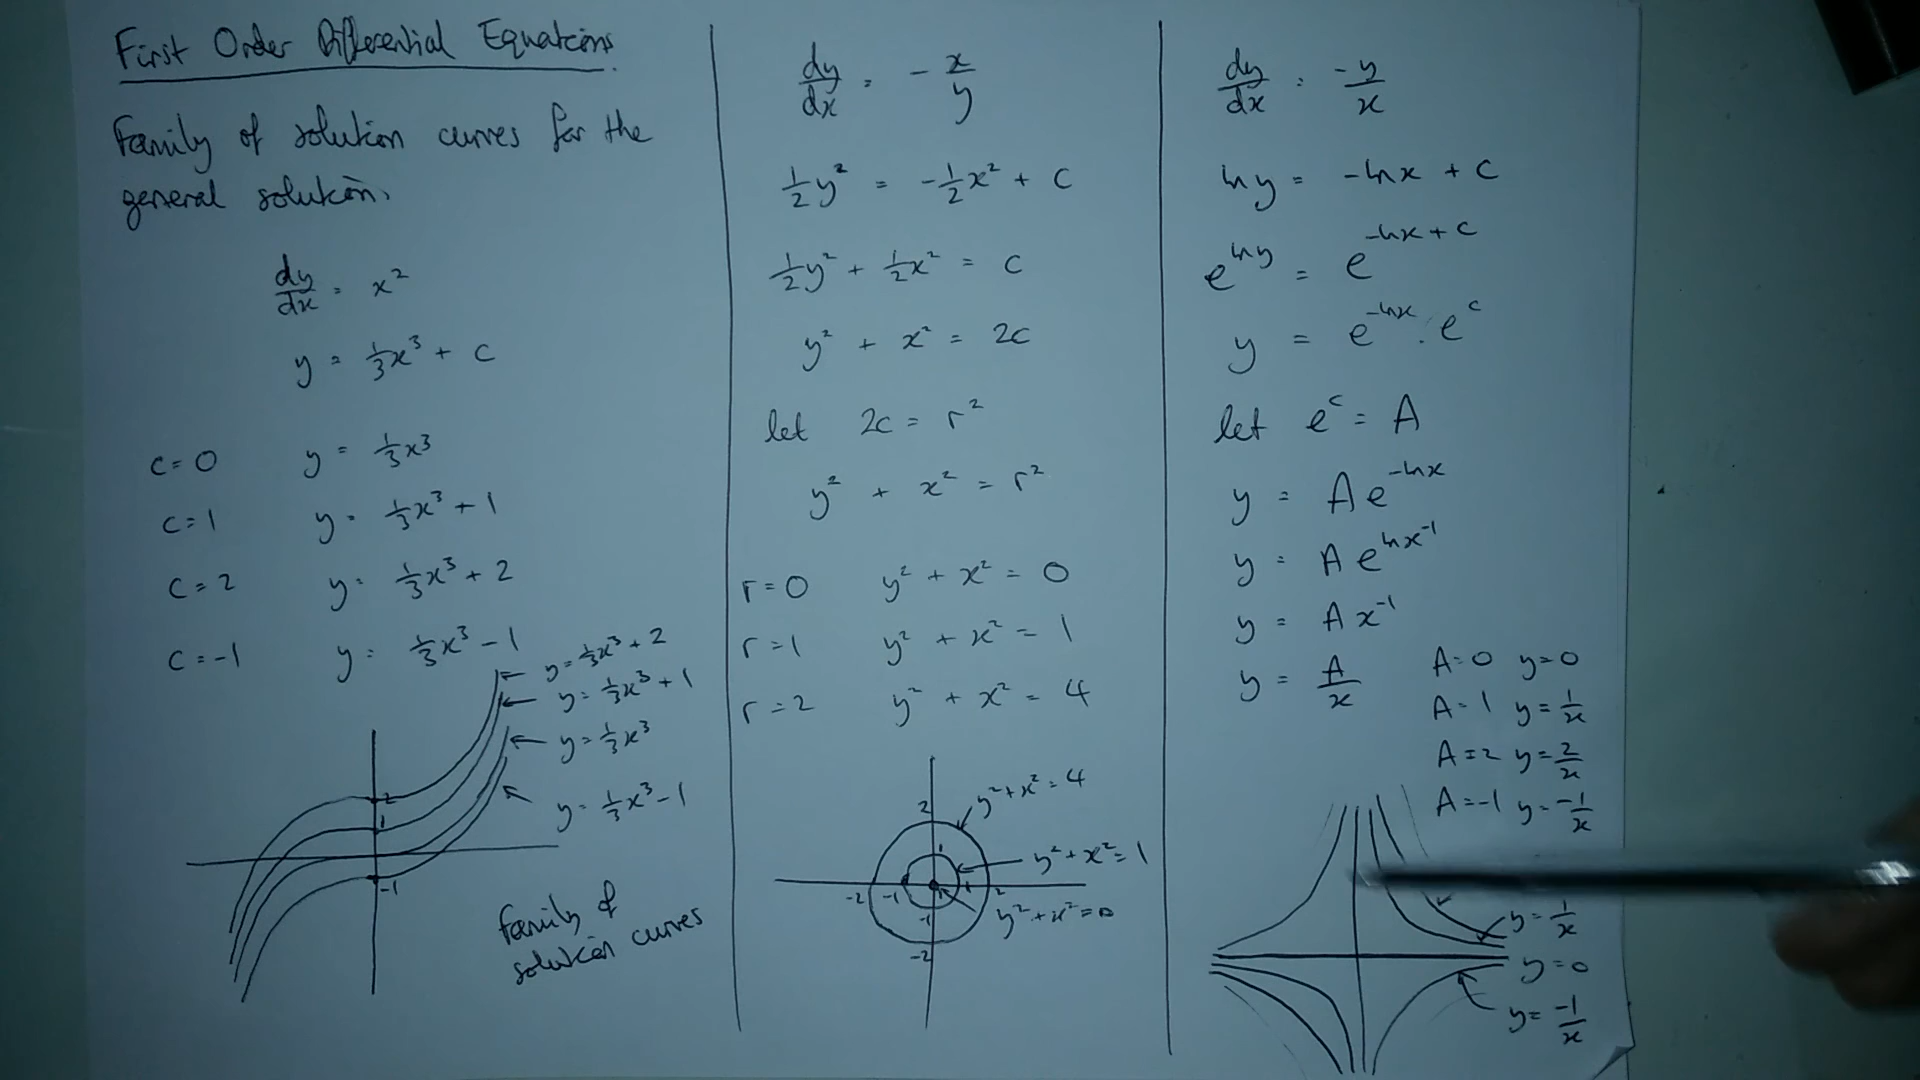 First Order Differential Equations.
Family of solution curves for the
general solution.
dy/dx = x²
y = 1/3x³ + c
c=0 y = 1/3x³
c=1 y = 1/3x³ + 1
c=2 y = 1/3x³ + 2
c=-1 y = 1/3x³ - 1
y=1/3x³+2
y=1/3x³+1
y=1/3x³
y=1/3x³-1
2
1
-1
Family of
solution curves
dy/dx = -x/y
1/2y² = -1/2x² + c
1/2y² + 1/2x² = c
y² + x² = 2c
let 2c = r²
y² + x² = r²
r=0 y² + x² = 0
r=1 y² + x² = 1
r=2 y² + x² = 4
y²+x²=4
y²+x²=1
y²+x²=0
2
1
-2 -1 1 2
-1
-2
dy/dx = -y/x
ln y = -ln x + c
e^(ln y) = e^(-ln x + c)
y = e^(-ln x) . e^c
let e^c = A
y = A e^(-ln x)
y = A e^(ln x⁻¹)
y = A x⁻¹
y = A/x
A=0 y=0
A=1 y=1/x
A=2 y=2/x
A=-1 y=-1/x
y=1/x
y=0
y=-1/x